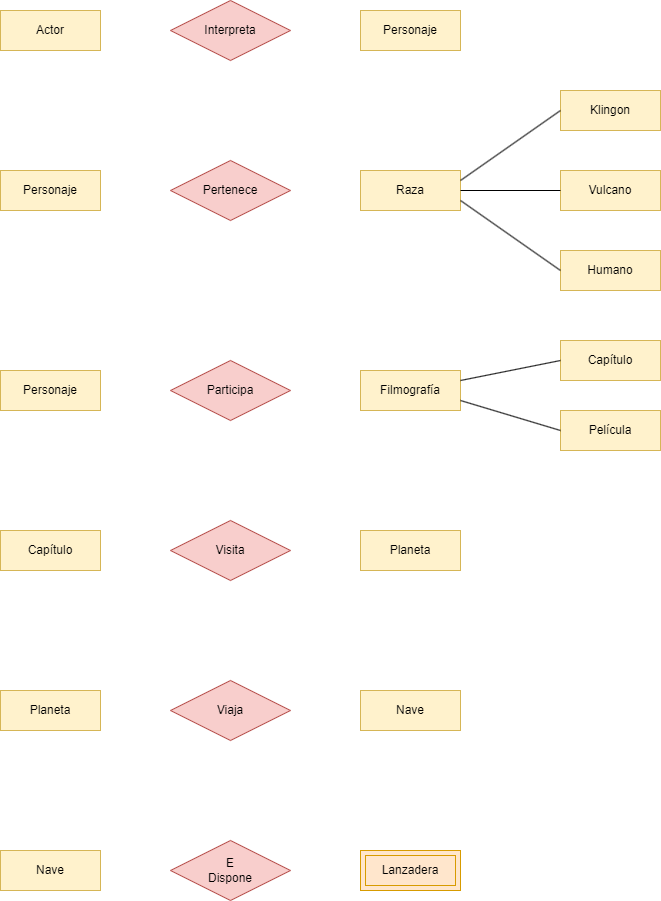 Actor
Interpreta
Personaje
Klingon
Personaje
Pertenece
Raza
Vulcano
Humano
Capítulo
Personaje
Participa
Filmografía
Película
Capítulo
Visita
Planeta
Planeta
Viaja
Nave
Nave
E
Dispone
Lanzadera